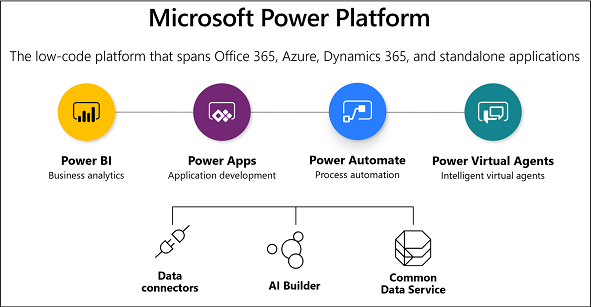 Microsoft Power Platform
The low-code platform that spans Office 365, Azure, Dynamics 365, and standalone applications
Power BI
Business analytics
Power Apps
Application development
Power Automate
Process automation
Power Virtual Agents
Intelligent virtual agents
Data
connectors
AI Builder
Common
Data Service